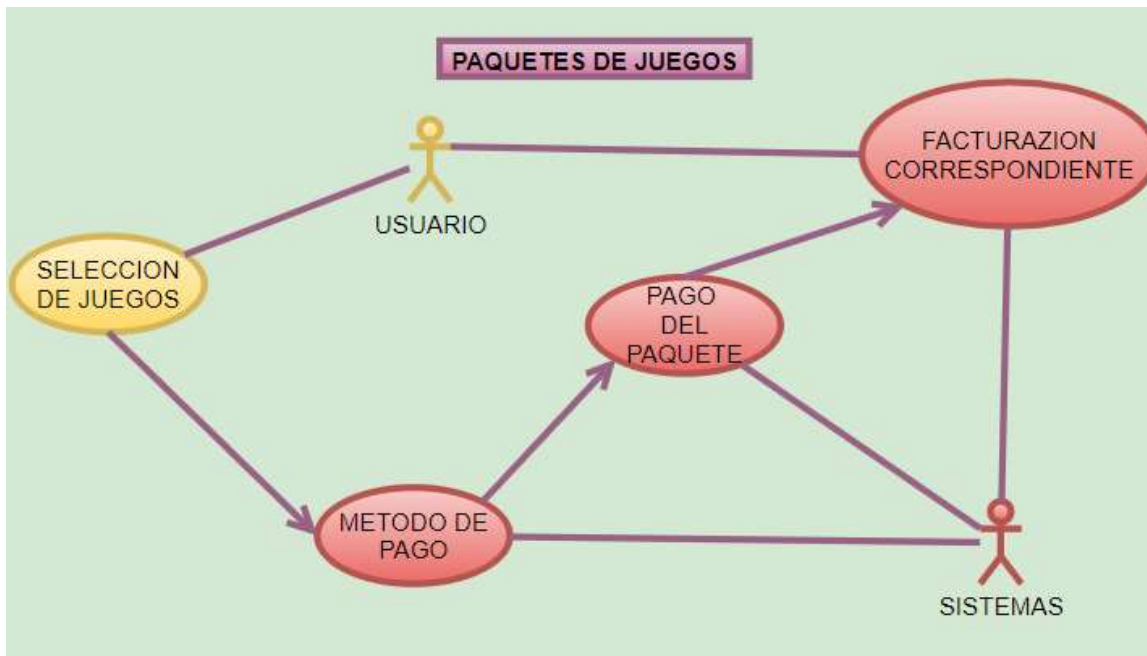 PAQUETES DE JUEGOS
FACTURAZION
CORRESPONDIENTE
USUARIO
SELECCION
DE JUEGOS
PAGO
DEL
PAQUETE
METODO DE
PAGO
SISTEMAS